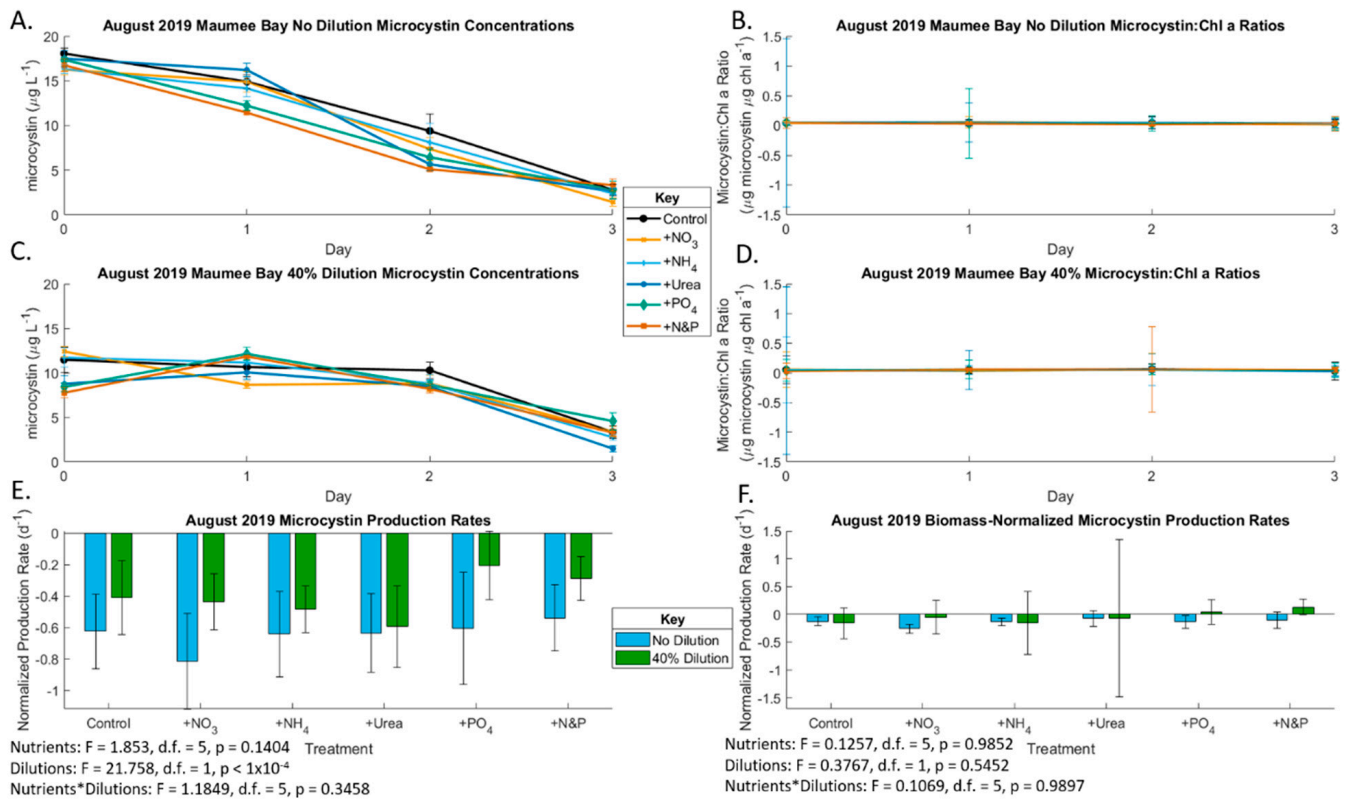 A.
August 2019 Maumee Bay No Dilution Microcystin Concentrations
20
15
10
5
0
microcystin (μg L⁻¹)
0 1 2 3
Day
B.
August 2019 Maumee Bay No Dilution Microcystin:Chl a Ratios
1.5
1
0.5
0
-0.5
-1
-1.5
Microcystin:Chl a Ratio
(μg microcystin μg chl a⁻¹)
0 1 2 3
Day
Key
Control
+NO₃
+NH₄
+Urea
+PO₄
+N&P
C.
August 2019 Maumee Bay 40% Dilution Microcystin Concentrations
20
15
10
5
0
microcystin (μg L⁻¹)
0 1 2 3
Day
D.
August 2019 Maumee Bay 40% Microcystin:Chl a Ratios
1.5
1
0.5
0
-0.5
-1
-1.5
Microcystin:Chl a Ratio
(μg microcystin μg chl a⁻¹)
0 1 2 3
Day
E.
August 2019 Microcystin Production Rates
0
-0.2
-0.4
-0.6
-0.8
-1
Normalized Production Rate (d⁻¹)
Control +NO₃ +NH₄ +Urea +PO₄ +N&P
Treatment
Key
No Dilution
40% Dilution
Nutrients: F = 1.853, d.f. = 5, p = 0.1404
Dilutions: F = 21.758, d.f. = 1, p < 1x10⁻⁴
Nutrients*Dilutions: F = 1.1849, d.f. = 5, p = 0.3458
F.
August 2019 Biomass-Normalized Microcystin Production Rates
1.5
1
0.5
0
-0.5
-1
-1.5
Normalized Production Rate (d⁻¹)
Control +NO₃ +NH₄ +Urea +PO₄ +N&P
Treatment
Nutrients: F = 0.1257, d.f. = 5, p = 0.9852
Dilutions: F = 0.3767, d.f. = 1, p = 0.5452
Nutrients*Dilutions: F = 0.1069, d.f. = 5, p = 0.9897